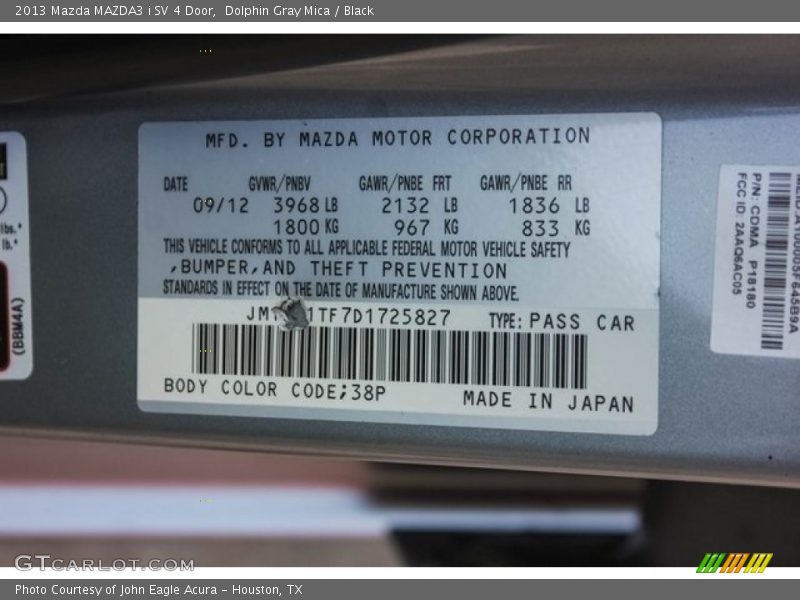 2013 Mazda MAZDA3 i SV 4 Door, Dolphin Gray Mica / Black
MFD. BY MAZDA MOTOR CORPORATION
DATE GVWR/PNBV GAWR/PNBE FRT GAWR/PNBE RR
09/12 3968 LB 2132 LB 1836 LB
1800 KG 967 KG 833 KG
THIS VEHICLE CONFORMS TO ALL APPLICABLE FEDERAL MOTOR VEHICLE SAFETY
,BUMPER,AND THEFT PREVENTION
STANDARDS IN EFFECT ON THE DATE OF MANUFACTURE SHOWN ABOVE.
TYPE: PASS CAR
BODY COLOR CODE;38P MADE IN JAPAN
lbs.*
lb.*
(BBM4A)
P/N: CDMA P18180
FCC ID: 2AAQ6AC05
GTCARLOT.COM
Photo Courtesy of John Eagle Acura - Houston, TX